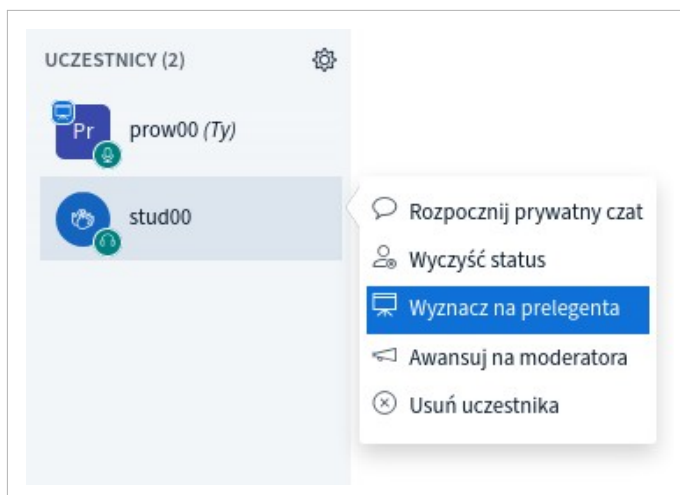 UCZESTNICY (2)
Pr
prow00 (Ty)
stud00
Rozpocznij prywatny czat
Wyczyść status
Wyznacz na prelegenta
Awansuj na moderatora
Usuń uczestnika